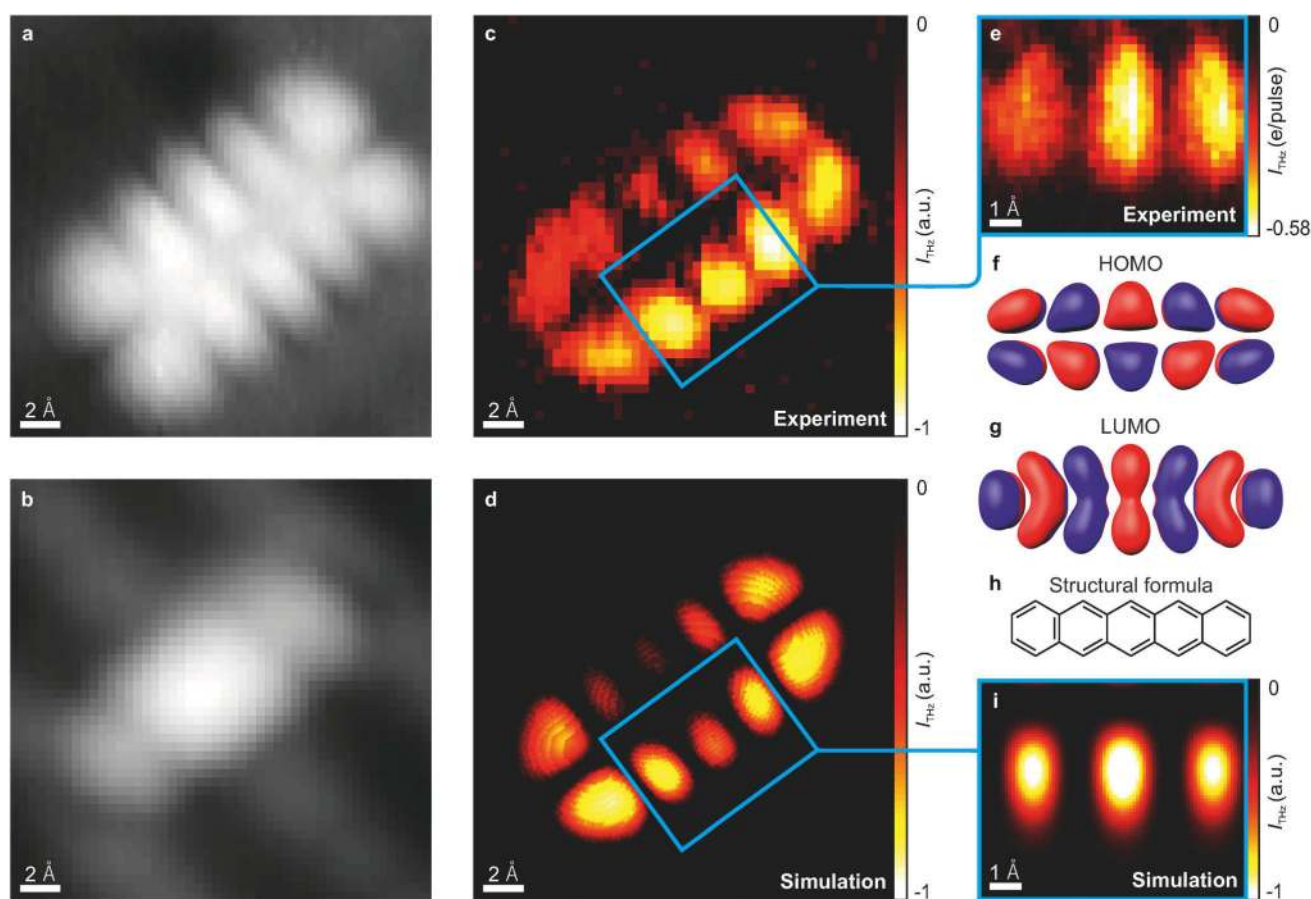 a
2 Å
b
2 Å
c
0
I_THz (a.u.)
Experiment
-1
2 Å
d
0
I_THz (a.u.)
Simulation
-1
2 Å
e
0
I_THz (e/pulse)
1 Å
Experiment
-0.58
f
HOMO
g
LUMO
h
Structural formula
i
0
I_THz (a.u.)
1 Å
Simulation
-1